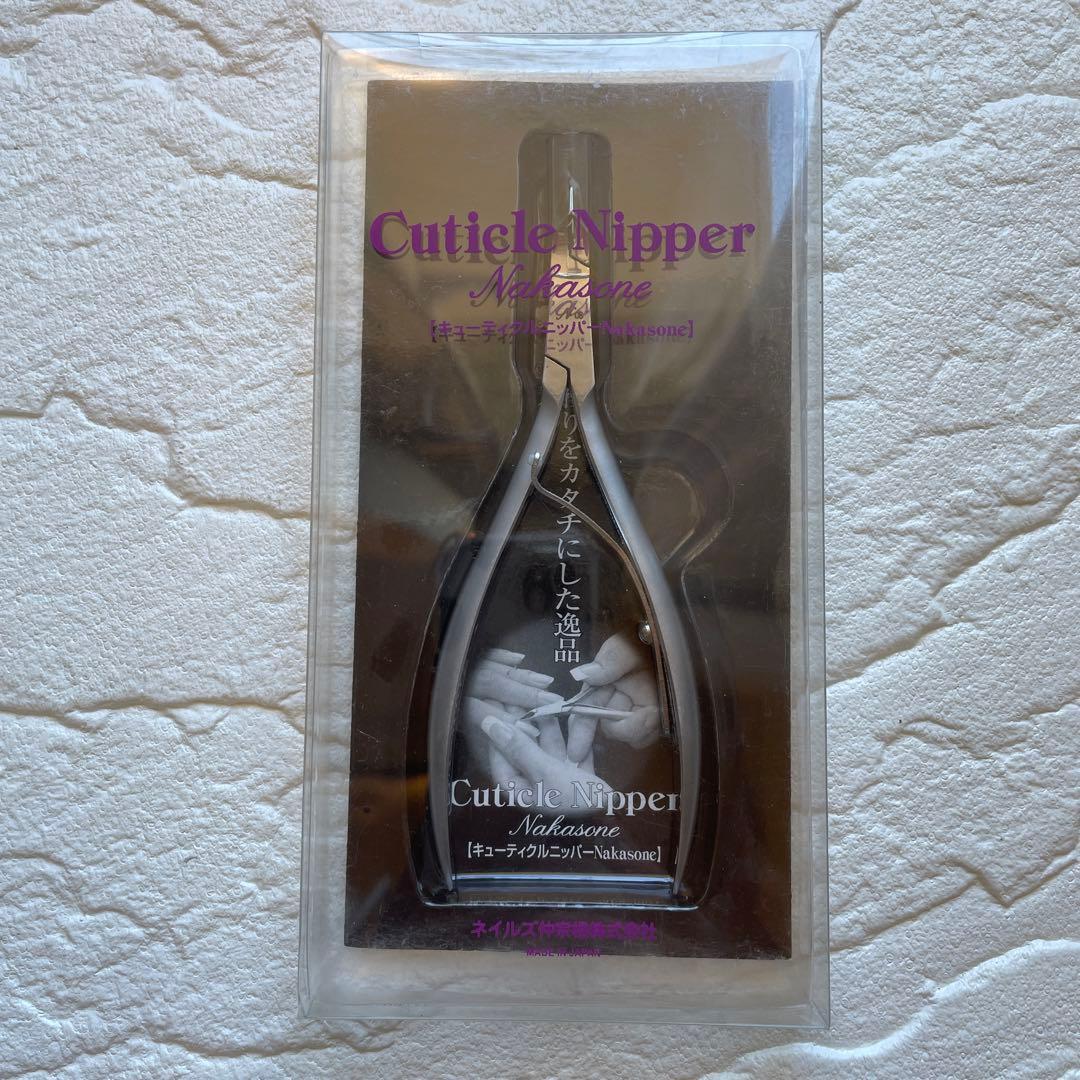 Cuticle Nipper
Nakasone
【キューティクルニッパーNakasone】
りをカタチにした逸品
Cuticle Nipper
Nakasone
【キューティクルニッパーNakasone】
ネイルズ仲宗根株式会社
MADE IN JAPAN